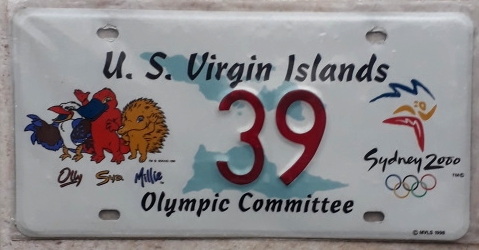 U. S. Virgin Islands
39
Olly Syd Millie
Sydney 2000
Olympic Committee